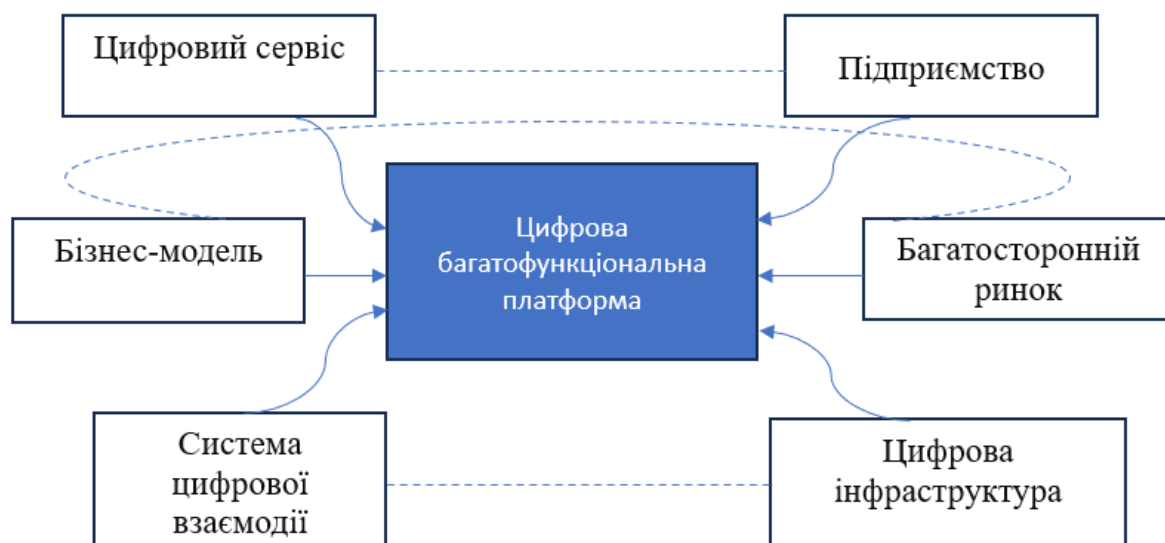 Цифровий сервіс
Підприємство
Бізнес-модель
Цифрова
багатофункціональна
платформа
Багатосторонній
ринок
Система
цифрової
взаємодії
Цифрова
інфраструктура